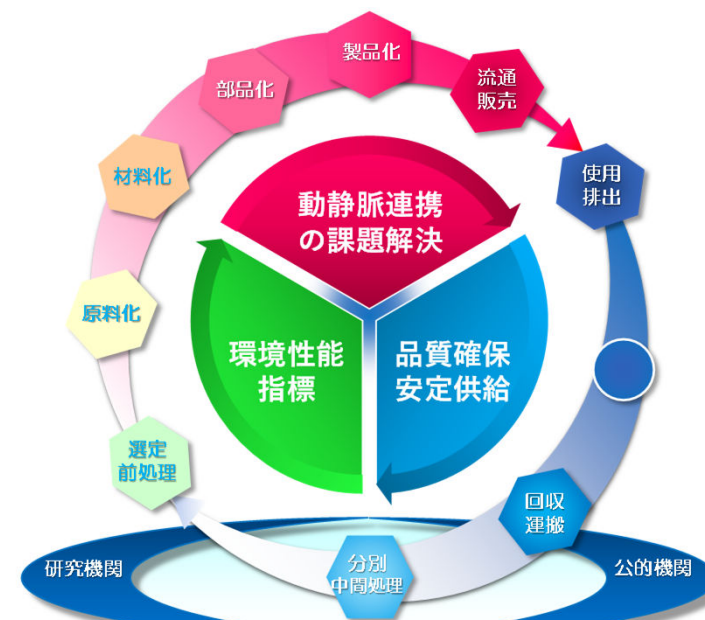 製品化
部品化
流通
販売
材料化
使用
排出
動静脈連携
の課題解決
原料化
環境性能
指標
品質確保
安定供給
選定
前処理
回収
運搬
分別
中間処理
研究機関
公的機関